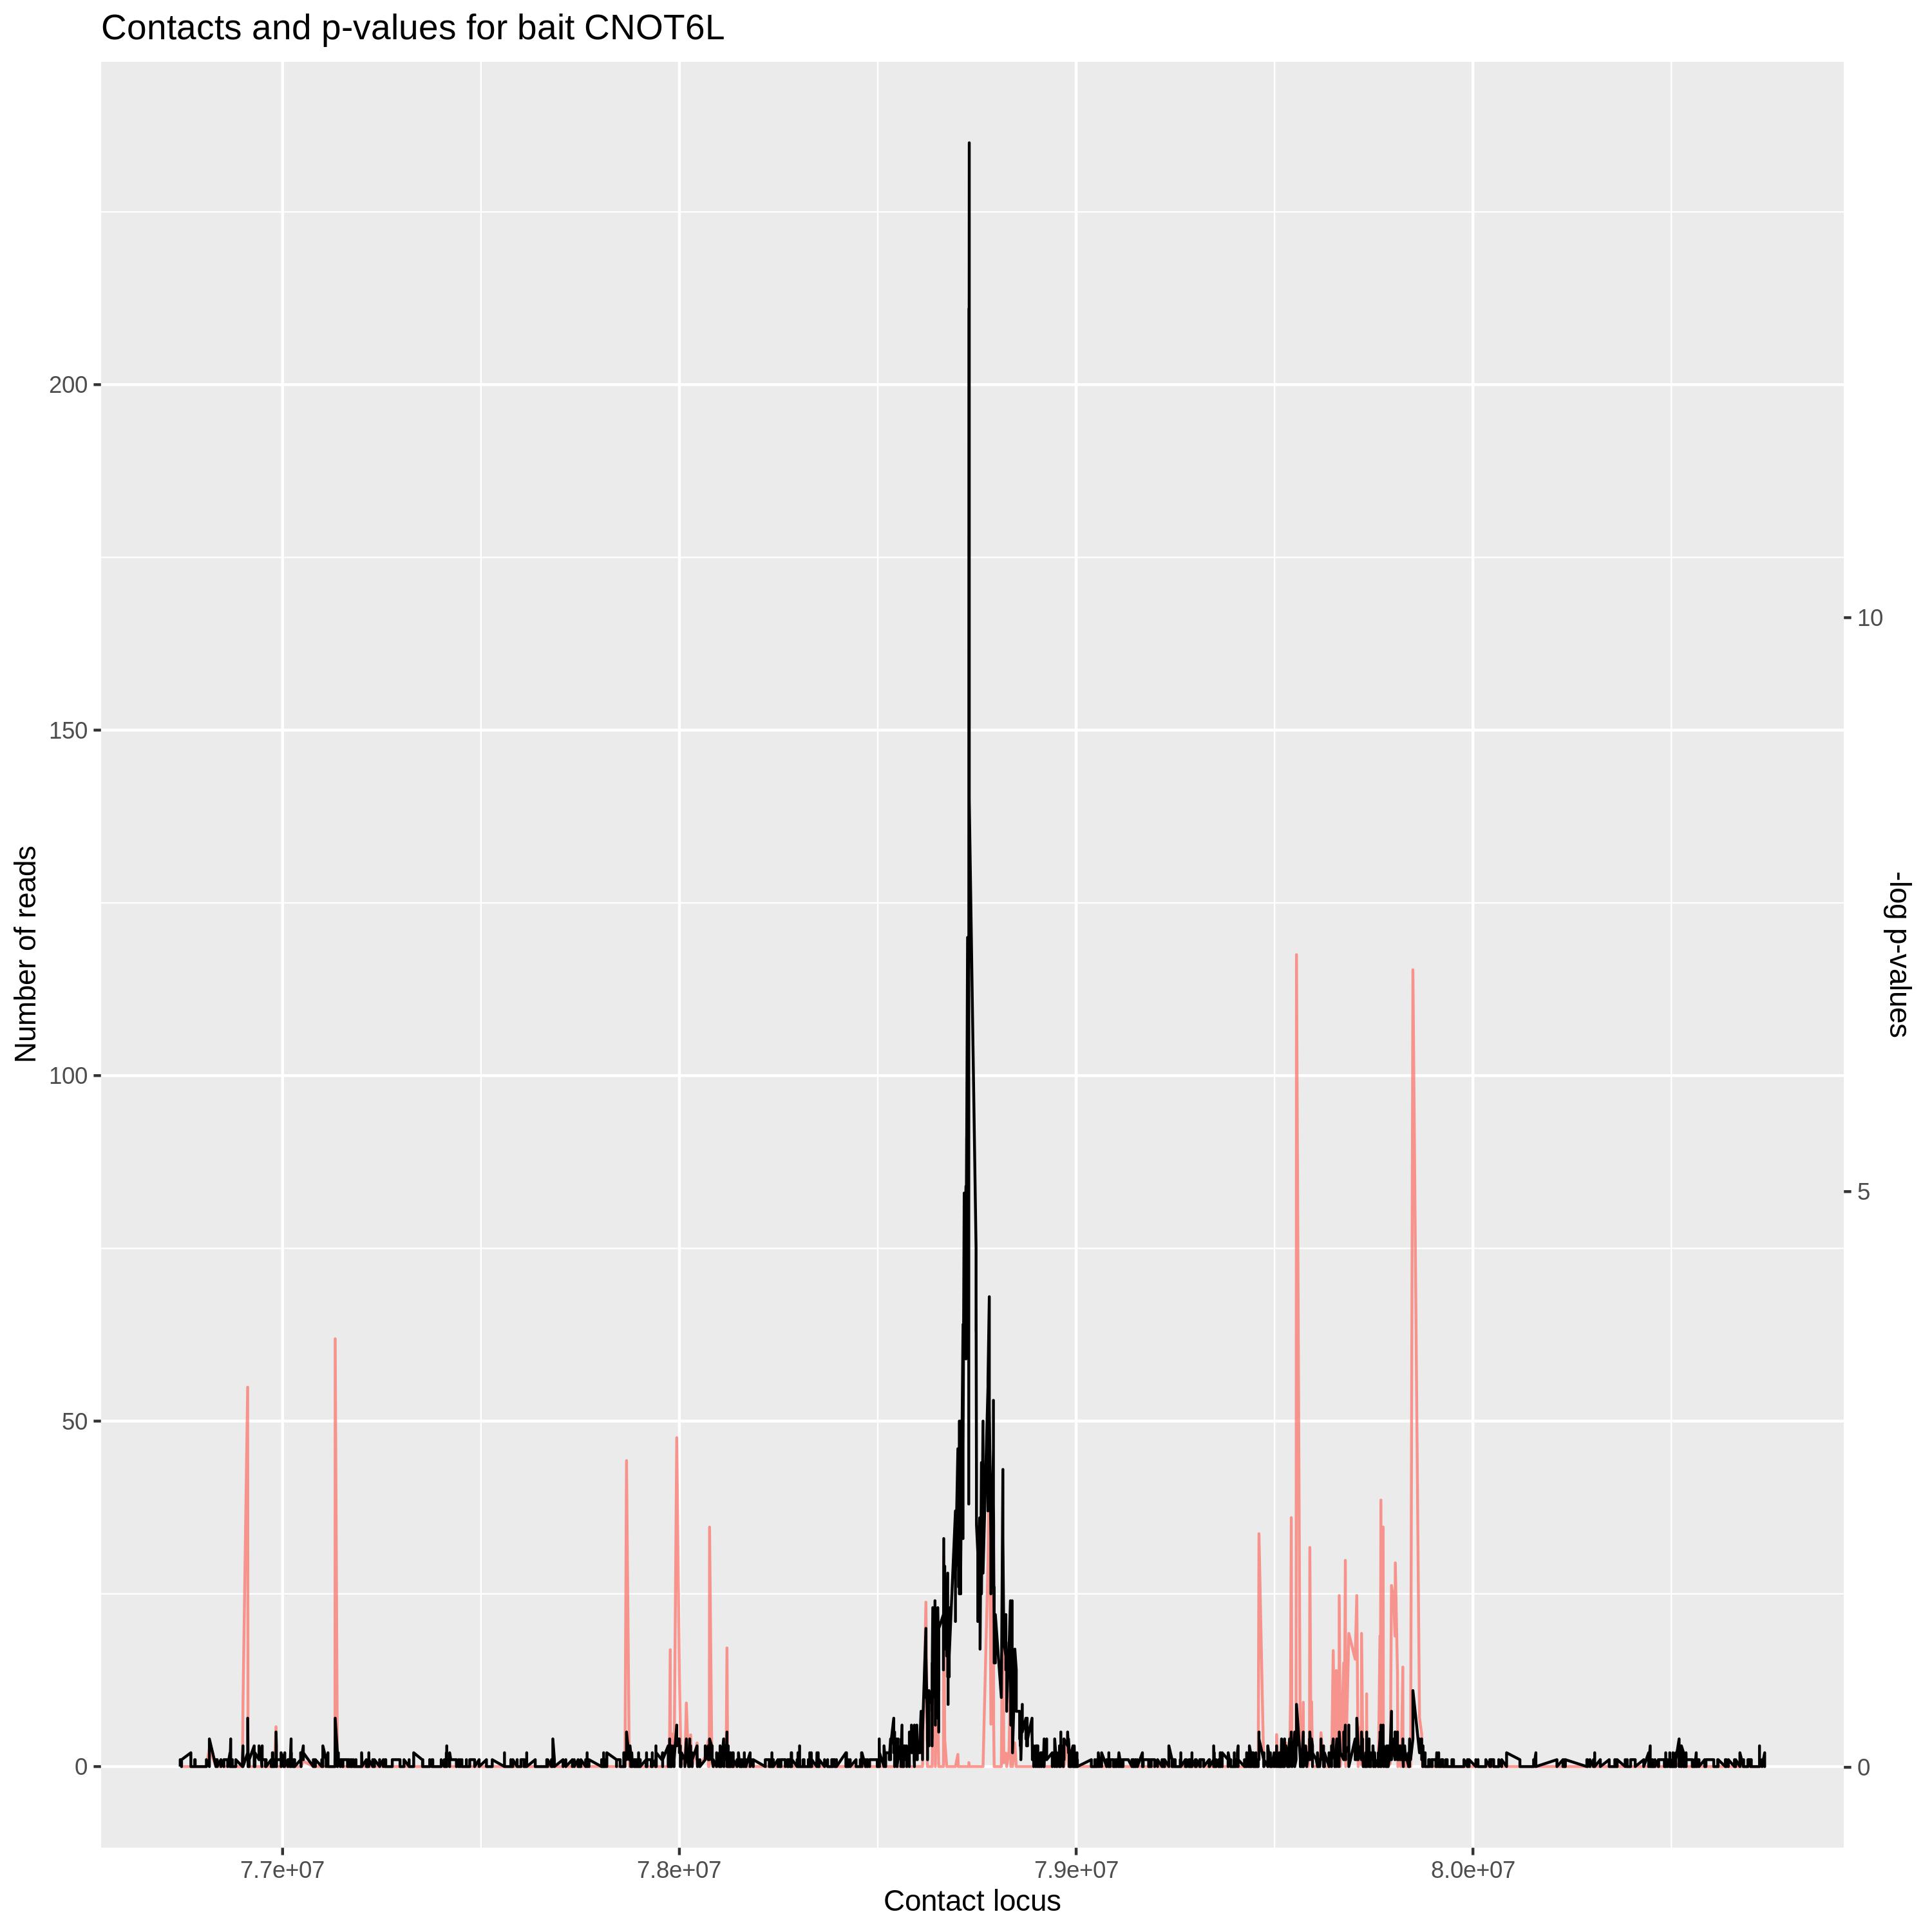 Contacts and p-values for bait CNOT6L
200
150
100
50
0
Number of reads
10
5
0
-log p-values
7.7e+07 7.8e+07 7.9e+07 8.0e+07
Contact locus